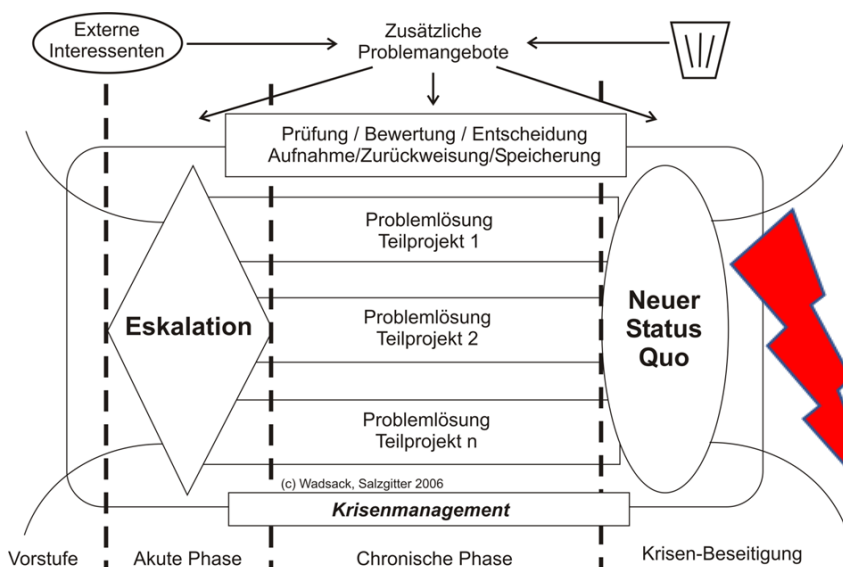 Externe
Interessenten
Zusätzliche
Problemangebote
Prüfung / Bewertung / Entscheidung
Aufnahme/Zurückweisung/Speicherung
Problemlösung
Teilprojekt 1
Eskalation
Problemlösung
Teilprojekt 2
Neuer
Status
Quo
Problemlösung
Teilprojekt n
(c) Wadsack, Salzgitter 2006
Krisenmanagement
Vorstufe
Akute Phase
Chronische Phase
Krisen-Beseitigung